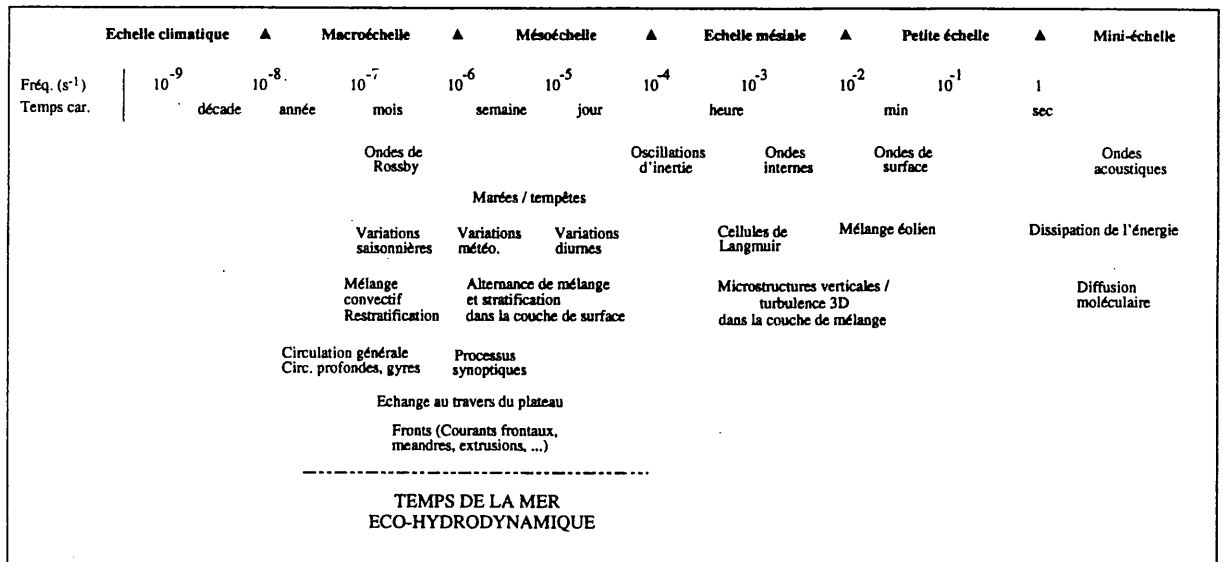 Echelle climatique ▲ Macroéchelle ▲ Mésoéchelle ▲ Echelle mésiale ▲ Petite échelle ▲ Mini-échelle
Fréq. (s⁻¹) 10⁻⁹ 10⁻⁸ 10⁻⁷ 10⁻⁶ 10⁻⁵ 10⁻⁴ 10⁻³ 10⁻² 10⁻¹ 1
Temps car. décade année mois semaine jour heure min sec
Ondes de Oscillations Ondes Ondes de Ondes
Rossby d'inertie internes surface acoustiques
Marées / tempêtes
Variations Variations Variations Cellules de Mélange éolien Dissipation de l'énergie
saisonnières météo. diurnes Langmuir
Mélange Alternance de mélange Microstructures verticales / Diffusion
convectif et stratification turbulence 3D moléculaire
Restratification dans la couche de surface dans la couche de mélange
Circulation générale Processus
Circ. profondes, gyres synoptiques
Echange au travers du plateau
Fronts (Courants frontaux,
meandres, extrusions, ...)
TEMPS DE LA MER
ECO-HYDRODYNAMIQUE